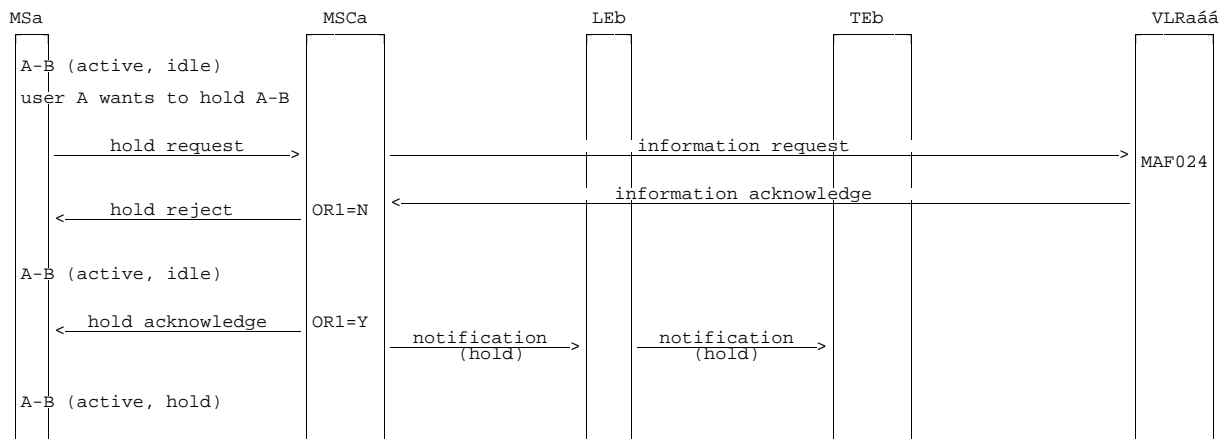 MSa MSCa LEb TEb VLRaáá
A-B (active, idle)
user A wants to hold A-B
hold request information request
MAF024
information acknowledge
hold reject OR1=N
A-B (active, idle)
hold acknowledge OR1=Y
notification notification
(hold) (hold)
A-B (active, hold)